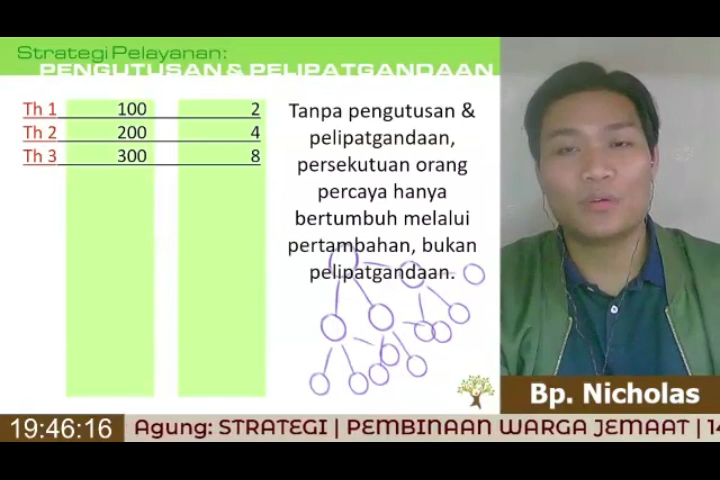 Strategi Pelayanan:
PENGUTUSAN & PELIPATGANDAAN
Th 1 100 2
Th 2 200 4
Th 3 300 8
Tanpa pengutusan &
pelipatgandaan,
persekutuan orang
percaya hanya
bertumbuh melalui
pertambahan, bukan
pelipatgandaan.
Bp. Nicholas
19:46:16 Agung: STRATEGI | PEMBINAAN WARGA JEMAAT |